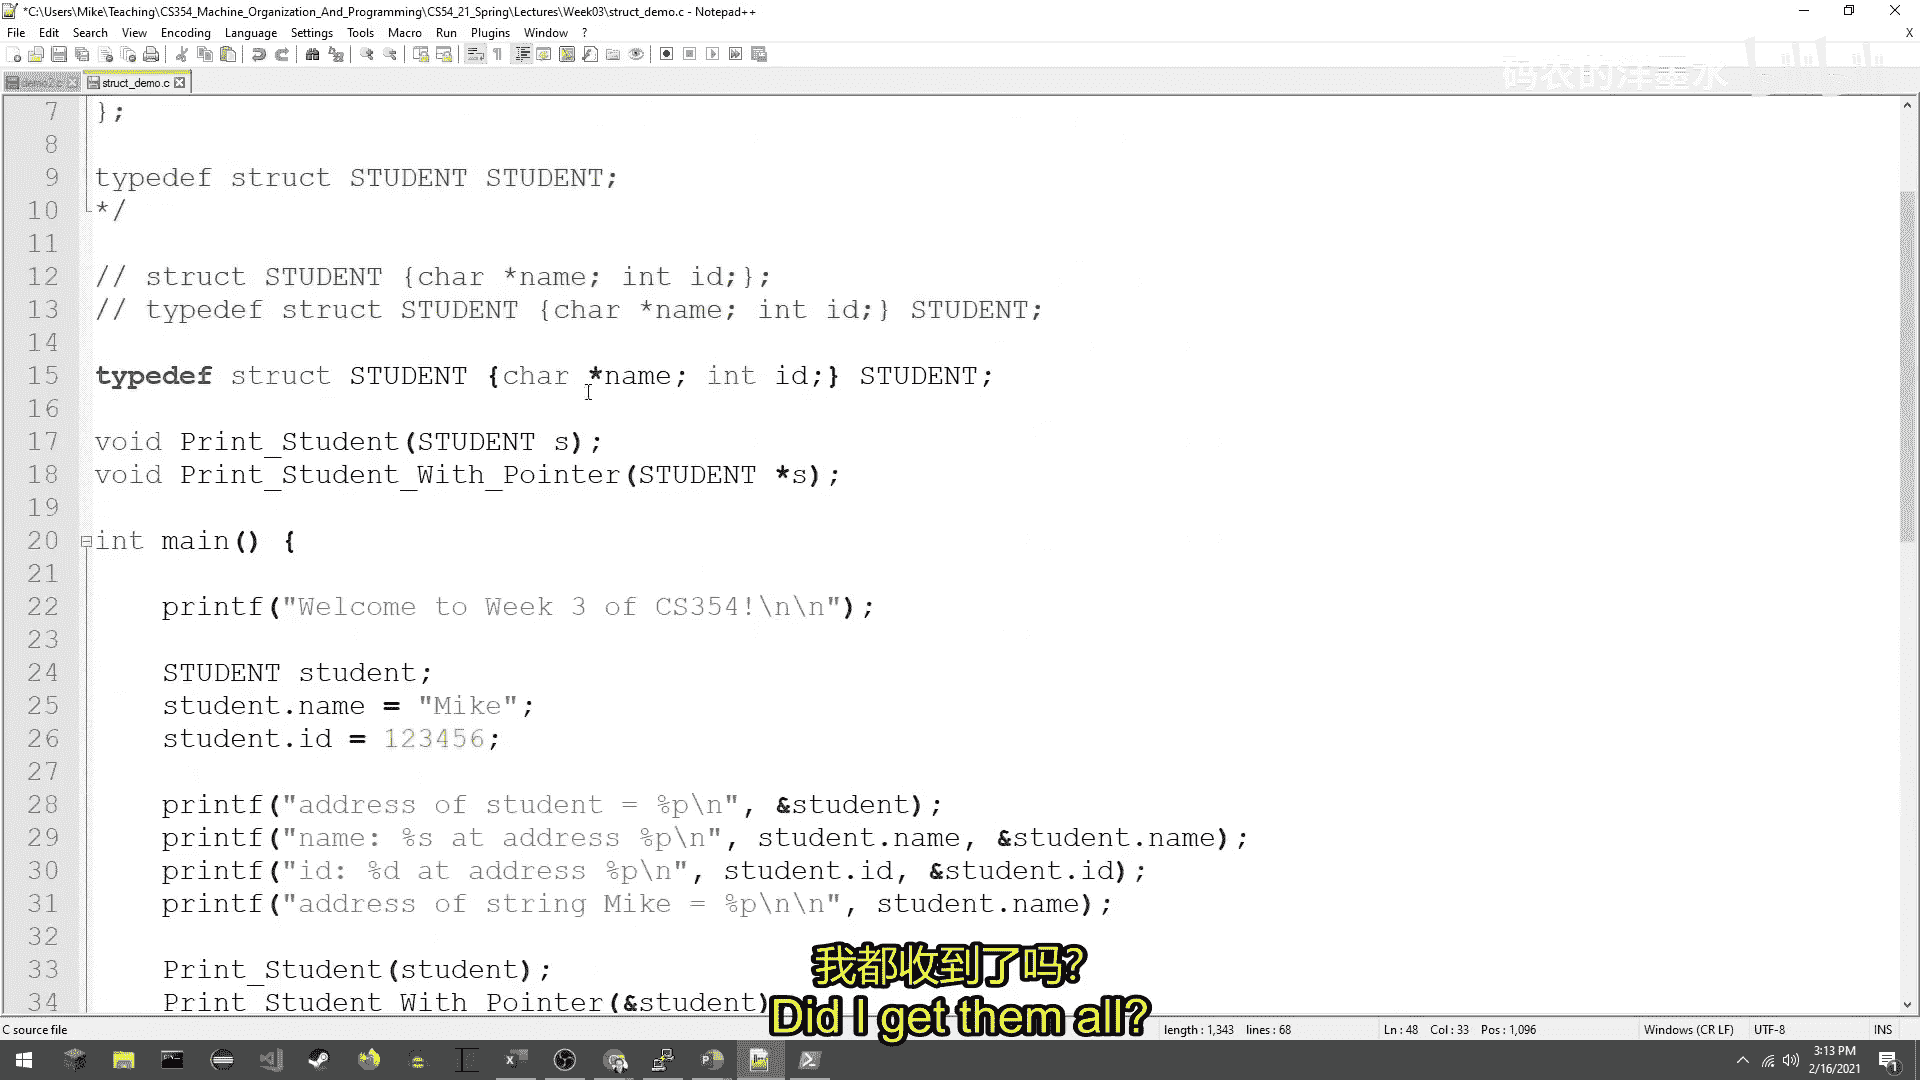 *C:\Users\Mike\Teaching\CS354_Machine_Organization_And_Programming\CS54_21_Spring\Lectures\Week03\struct_demo.c - Notepad++
File Edit Search View Encoding Language Settings Tools Macro Run Plugins Window ? X
struct_demo.c
码农的洋墨水
7 };
8
9 typedef struct STUDENT STUDENT;
10 */
11
12 // struct STUDENT {char *name; int id;};
13 // typedef struct STUDENT {char *name; int id;} STUDENT;
14
15 typedef struct STUDENT {char *name; int id;} STUDENT;
16
17 void Print_Student(STUDENT s);
18 void Print_Student_With_Pointer(STUDENT *s);
19
20 int main() {
21
22 printf("Welcome to Week 3 of CS354!\n\n");
23
24 STUDENT student;
25 student.name = "Mike";
26 student.id = 123456;
27
28 printf("address of student = %p\n", &student);
29 printf("name: %s at address %p\n", student.name, &student.name);
30 printf("id: %d at address %p\n", student.id, &student.id);
31 printf("address of string Mike = %p\n\n", student.name);
32
33 Print_Student(student);
34 Print_Student_With_Pointer(&student)
我都收到了吗?
Did I get them all?
C source file length : 1,343 lines : 68 Ln : 48 Col : 33 Pos : 1,096 Windows (CR LF) UTF-8 INS
3:13 PM
2/16/2021